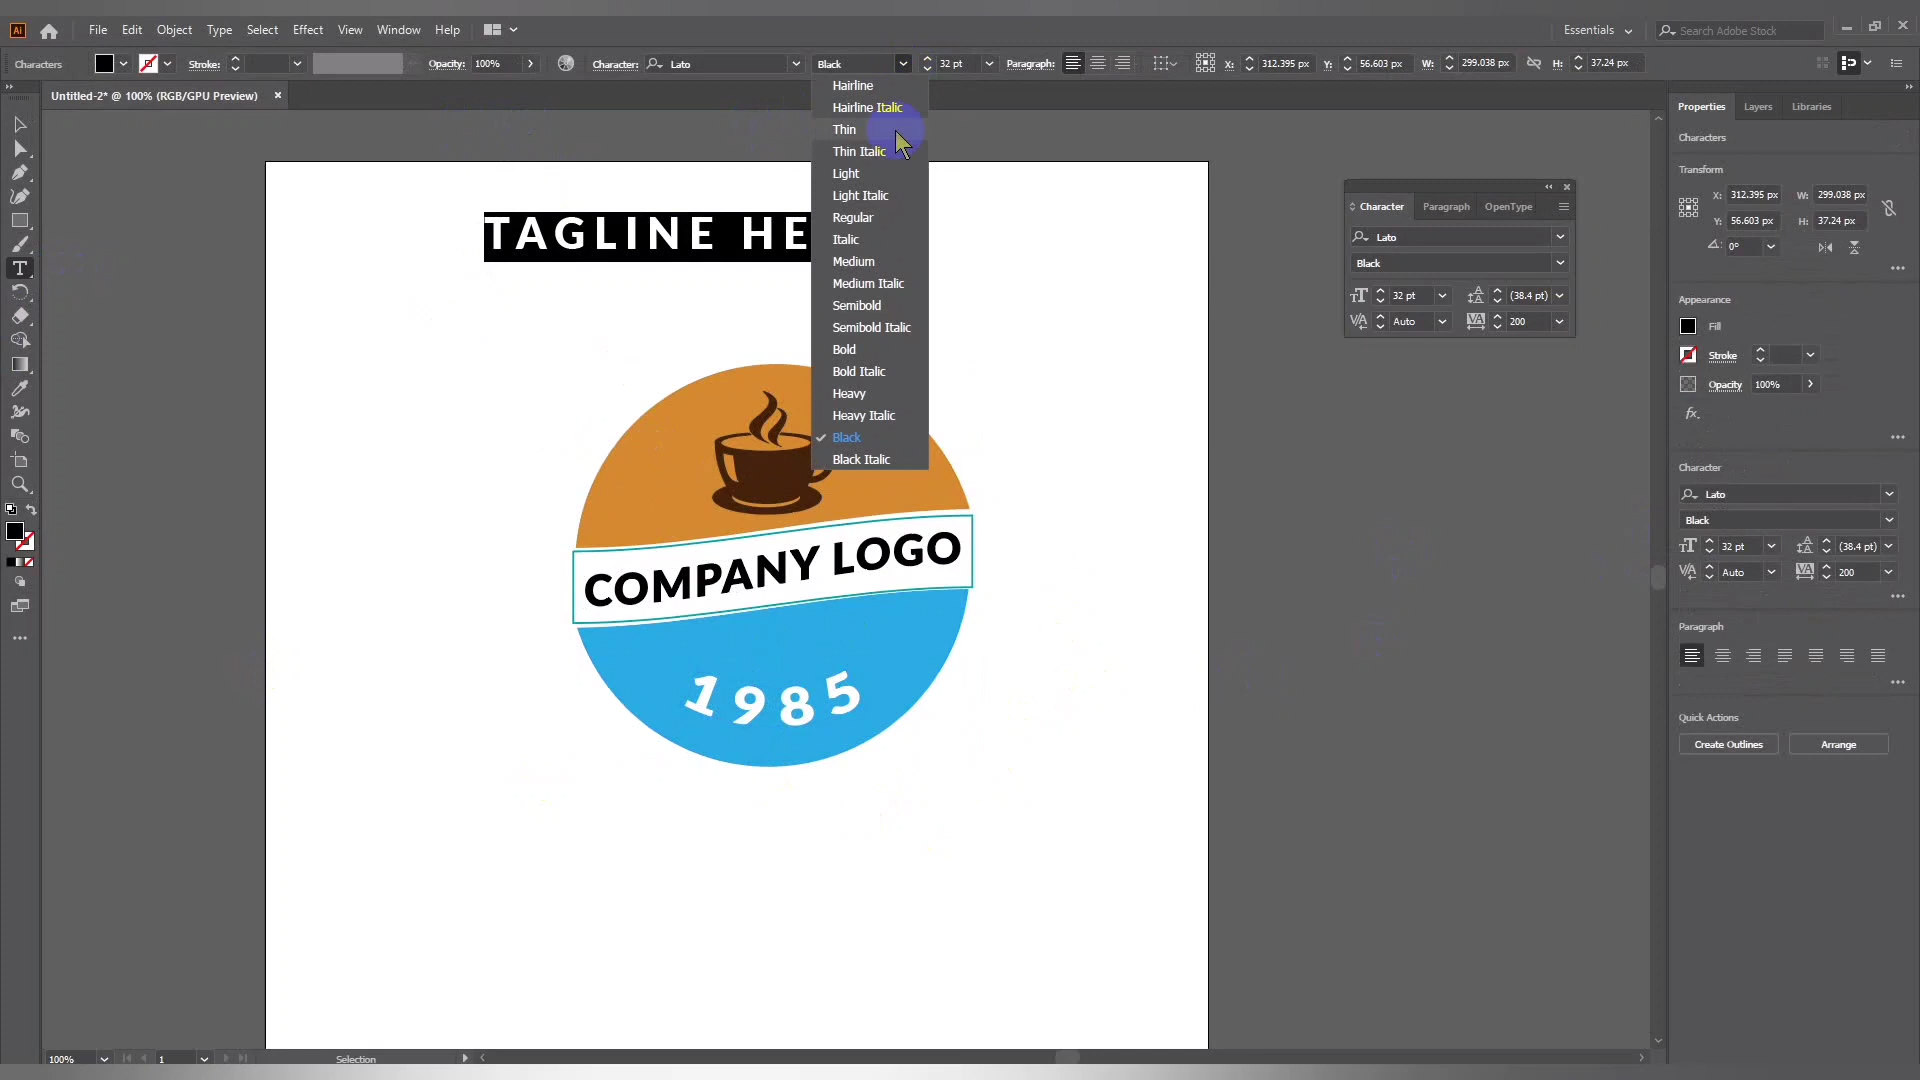 Ai
File Edit Object Type Select Effect View Window Help
Essentials
Search Adobe Stock
Characters
Stroke:
Opacity: 100%
Character: Lato
Black
32 pt
Paragraph:
X: 312.395 px
Y: 56.603 px
W: 299.038 px
H: 37.24 px
Untitled-2* @ 100% (RGB/GPU Preview) ×
Hairline
Hairline Italic
Thin
Thin Italic
Light
Light Italic
Regular
Italic
Medium
Medium Italic
Semibold
Semibold Italic
Bold
Bold Italic
Heavy
Heavy Italic
Black
Black Italic
TAGLINE HE
COMPANY LOGO
1985
Character Paragraph OpenType
Lato
Black
32 pt (38.4 pt)
Auto 200
Properties Layers Libraries
Characters
Transform
X: 312.395 px W: 299.038 px
Y: 56.603 px H: 37.24 px
0°
Appearance
Fill
Stroke
Opacity 100%
fx.
Character
Lato
Black
32 pt (38.4 pt)
Auto 200
Paragraph
Quick Actions
Create Outlines Arrange
100% 1 Selection